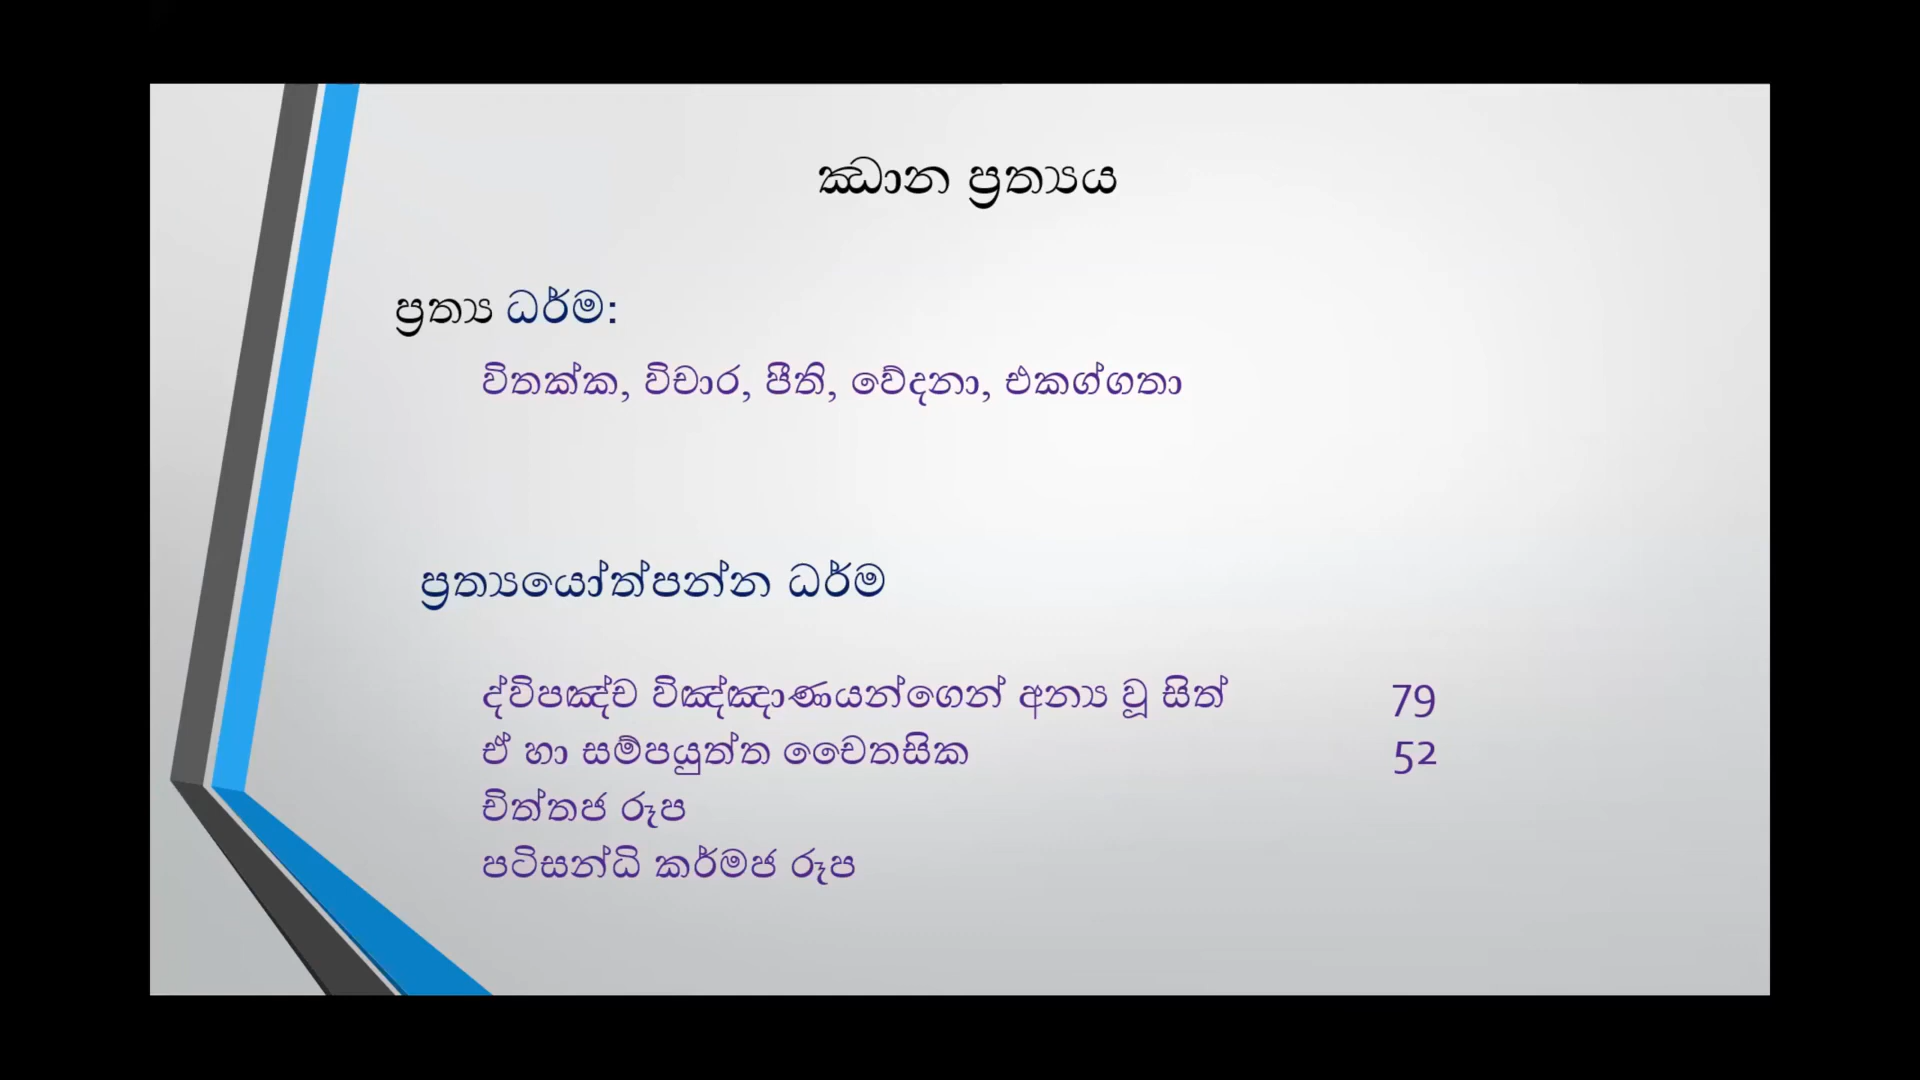 ඣාන ප්‍රත්‍යය
ප්‍රත්‍ය ධර්ම:
විතක්ක, විචාර, පීති, වේදනා, එකග්ගතා
ප්‍රත්‍යයෝත්පන්න ධර්ම
ද්විපඤ්ච විඤ්ඤාණයන්ගෙන් අන්‍ය වූ සිත් 79
ඒ හා සම්පයුත්ත චෛතසික 52
චිත්තජ රූප
පටිසන්ධි කර්මජ රූප